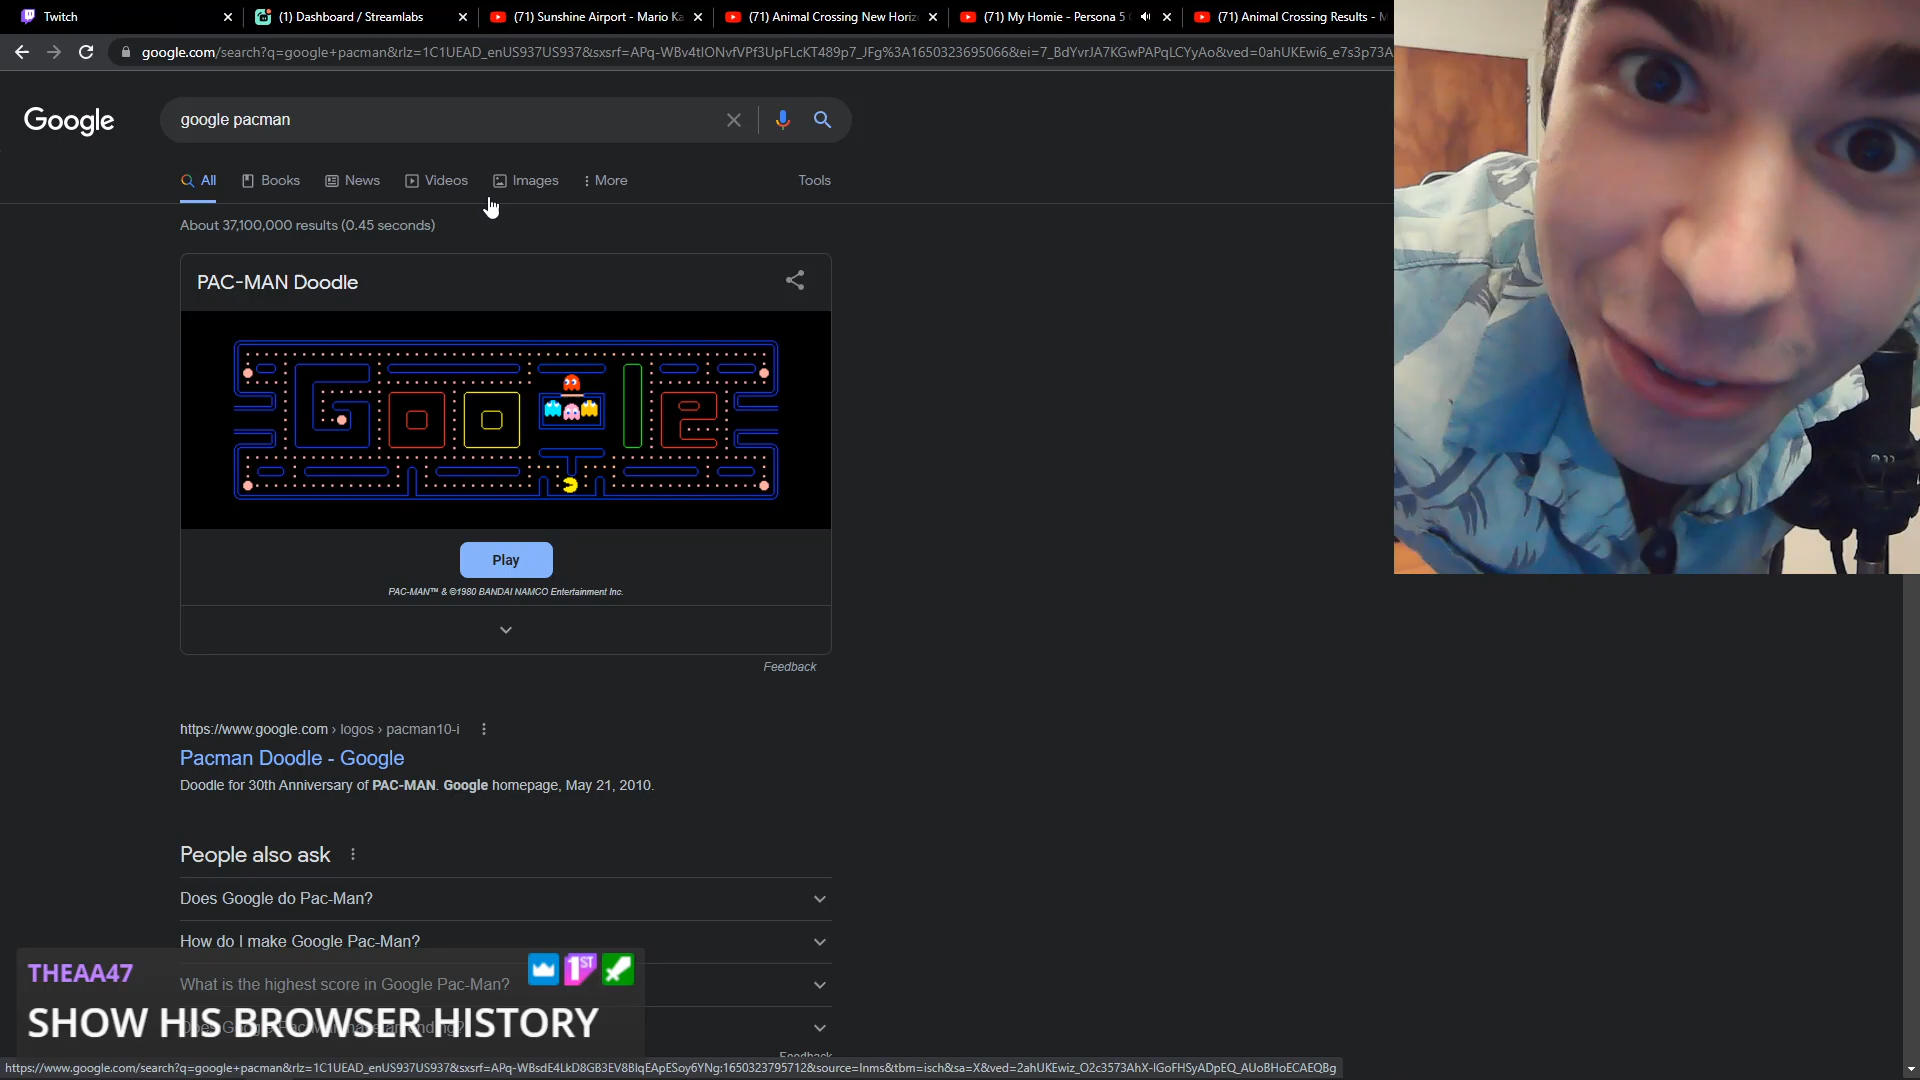 Twitch
(1) Dashboard / Streamlabs
(71) Sunshine Airport - Mario Ka
(71) Animal Crossing New Horiz
(71) My Homie - Persona 5
(71) Animal Crossing Results - M
google.com/search?q=google+pacman&rlz=1C1UEAD_enUS937US937&sxsrf=APq-WBv4tlONvfVPf3UpFLcKT489p7_JFg%3A1650323695066&ei=7_BdYvrJA7KGwPAPqLCYyAo&ved=0ahUKEwi6_e7s3p73A
Google
google pacman
All
Books
News
Videos
Images
More
Tools
About 37,100,000 results (0.45 seconds)
PAC-MAN Doodle
Play
PAC-MAN™ & ©1980 BANDAI NAMCO Entertainment Inc.
Feedback
https://www.google.com › logos › pacman10-i
Pacman Doodle - Google
Doodle for 30th Anniversary of PAC-MAN. Google homepage, May 21, 2010.
People also ask
Does Google do Pac-Man?
How do I make Google Pac-Man?
What is the highest score in Google Pac-Man?
THEAA47
1ST
SHOW HIS BROWSER HISTORY
Feedback
https://www.google.com/search?q=google+pacman&rlz=1C1UEAD_enUS937US937&sxsrf=APq-WBsdE4LkD8GB3EV8BlqEApESoy6YNg:1650323795712&source=lnms&tbm=isch&sa=X&ved=2ahUKEwiz_O2c3573AhX-IGoFHSyADpEQ_AUoBHoECAEQBg